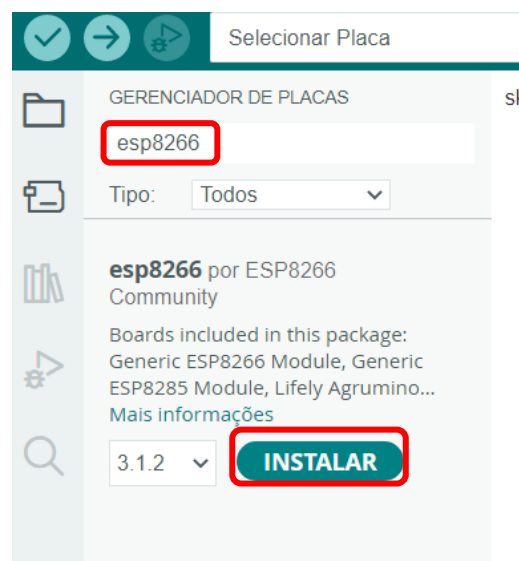 Selecionar Placa
GERENCIADOR DE PLACAS
esp8266
Tipo: Todos
esp8266 por ESP8266
Community
Boards included in this package:
Generic ESP8266 Module, Generic
ESP8285 Module, Lifely Agrumino...
Mais informações
3.1.2 INSTALAR